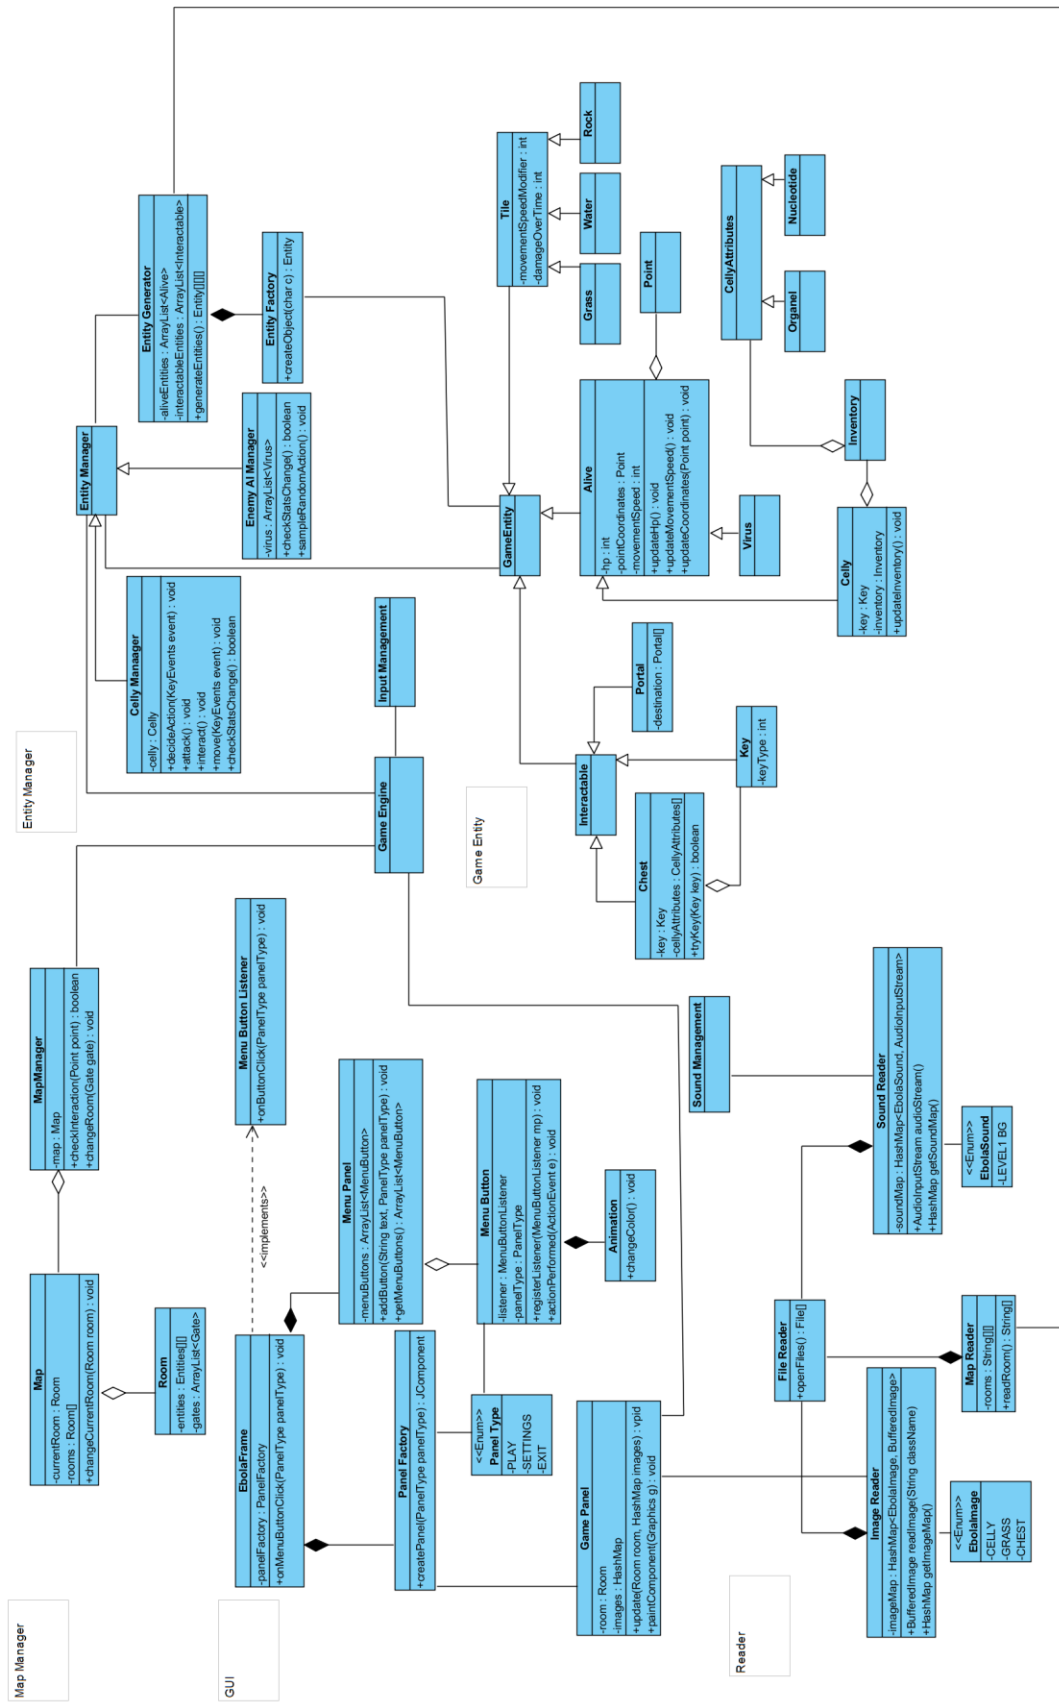 Map Manager
Map
-currentRoom : Room
-rooms : Room[]
+changeCurrentRoom(Room room) : void
Room
-entities : Entities[][]
-gates : ArrayList<Gate>
MapManager
-map : Map
+checkInteraction(Point point) : boolean
+changeRoom(Gate gate) : void
Entity Manager
Celly Manaager
-celly : Celly
+decideAction(KeyEvents event) : void
+attack() : void
+interact() : void
+move(KeyEvents event) : void
+checkStatsChange() : boolean
Entity Manager
Enemy AI Manager
-virus : ArrayList<Virus>
+checkStatsChange() : boolean
+sampleRandomAction() : void
Entity Generator
-aliveEntities : ArrayList<Alive>
-interactableEntities : ArrayList<Interactable>
+generateEntities() : Entity[][][]
Entity Factory
+createObject(char c) : Entity
GUI
EbolaFrame
-panelFactory : PanelFactory
+onMenuButtonClick(PanelType panelType) : void
<<implements>>
Menu Button Listener
+onButtonClick(PanelType panelType) : void
Menu Panel
-menuButtons : ArrayList<MenuButton>
+addButton(String text, PanelType panelType) : void
+getMenuButtons() : ArrayList<MenuButton>
Panel Factory
+createPanel(PanelType panelType) : JComponent
<<Enum>>
Panel Type
-PLAY
-SETTINGS
-EXIT
Menu Button
-listener : MenuButtonListener
-panelType : PanelType
+registerListener(MenuButtonListener mp) : void
+actionPerformed(ActionEvent e) : void
Animation
+changeColor() : void
Game Panel
-room : Room
-images : HashMap
+update(Room room, HashMap images) : vpid
+paintComponent(Graphics g) : void
Game Engine
Input Management
Game Entity
GameEntity
Tile
-movementSpeedModifier : int
-damageOverTime : int
Grass
Water
Rock
Alive
-hp : int
-pointCoordinates : Point
-movementSpeed : int
+updateHp() : void
+updateMovementSpeed() : void
+updateCoordinates(Point point) : void
Point
Virus
Celly
-key : Key
-inventory : Inventory
+updateInventory() : void
Inventory
CellyAttributes
Organel
Nucleotide
Interactable
Portal
-destination : Portal[]
Chest
-key : Key
-cellyAttributes : CellyAttributes[]
+tryKey(Key key) : boolean
Key
-keyType : int
Reader
File Reader
+openFiles() : File[]
Image Reader
-imageMap : HashMap<EbolaImage, BufferedImage>
+BufferedImage readImage(String className)
+HashMap getImageMap()
<<Enum>>
EbolaImage
-CELLY
-GRASS
-CHEST
Map Reader
-rooms : String[][]
+readRoom() : String[]
Sound Management
Sound Reader
-soundMap : HashMap<EbolaSound, AudioInputStream>
+AudioInputStream audioStream()
+HashMap getSoundMap()
<<Enum>>
EbolaSound
-LEVEL1 BG